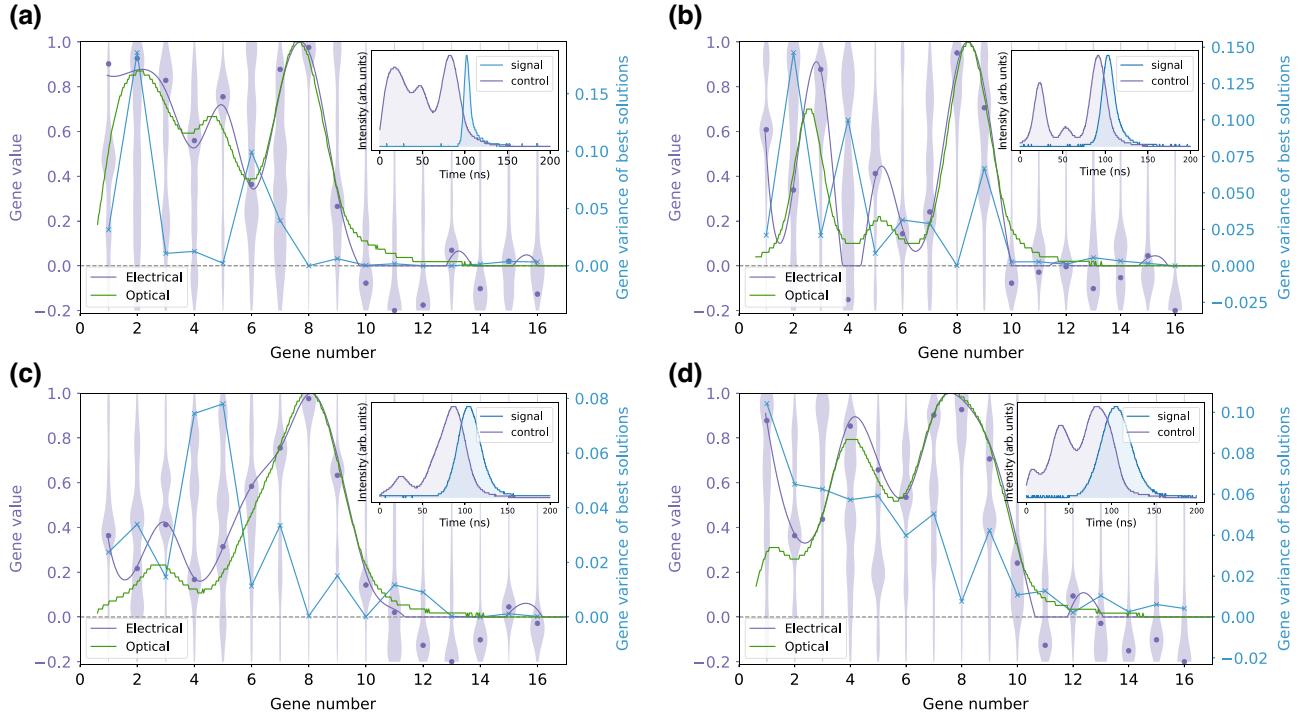 (a)
1.0
0.8
0.6
0.4
0.2
0.0
−0.2
Gene value
0 2 4 6 8 10 12 14 16
Gene number
0.15
0.10
0.05
0.00
Gene variance of best solutions
Electrical
Optical
Intensity (arb. units)
signal
control
0 50 100 150 200
Time (ns)
(b)
1.0
0.8
0.6
0.4
0.2
0.0
−0.2
Gene value
0 2 4 6 8 10 12 14 16
Gene number
0.150
0.125
0.100
0.075
0.050
0.025
0.000
−0.025
Gene variance of best solutions
Electrical
Optical
Intensity (arb. units)
signal
control
0 50 100 150 200
Time (ns)
(c)
1.0
0.8
0.6
0.4
0.2
0.0
−0.2
Gene value
0 2 4 6 8 10 12 14 16
Gene number
0.08
0.06
0.04
0.02
0.00
Gene variance of best solutions
Electrical
Optical
Intensity (arb. units)
signal
control
0 50 100 150 200
Time (ns)
(d)
1.0
0.8
0.6
0.4
0.2
0.0
−0.2
Gene value
0 2 4 6 8 10 12 14 16
Gene number
0.10
0.08
0.06
0.04
0.02
0.00
−0.02
Gene variance of best solutions
Electrical
Optical
Intensity (arb. units)
signal
control
0 50 100 150 200
Time (ns)